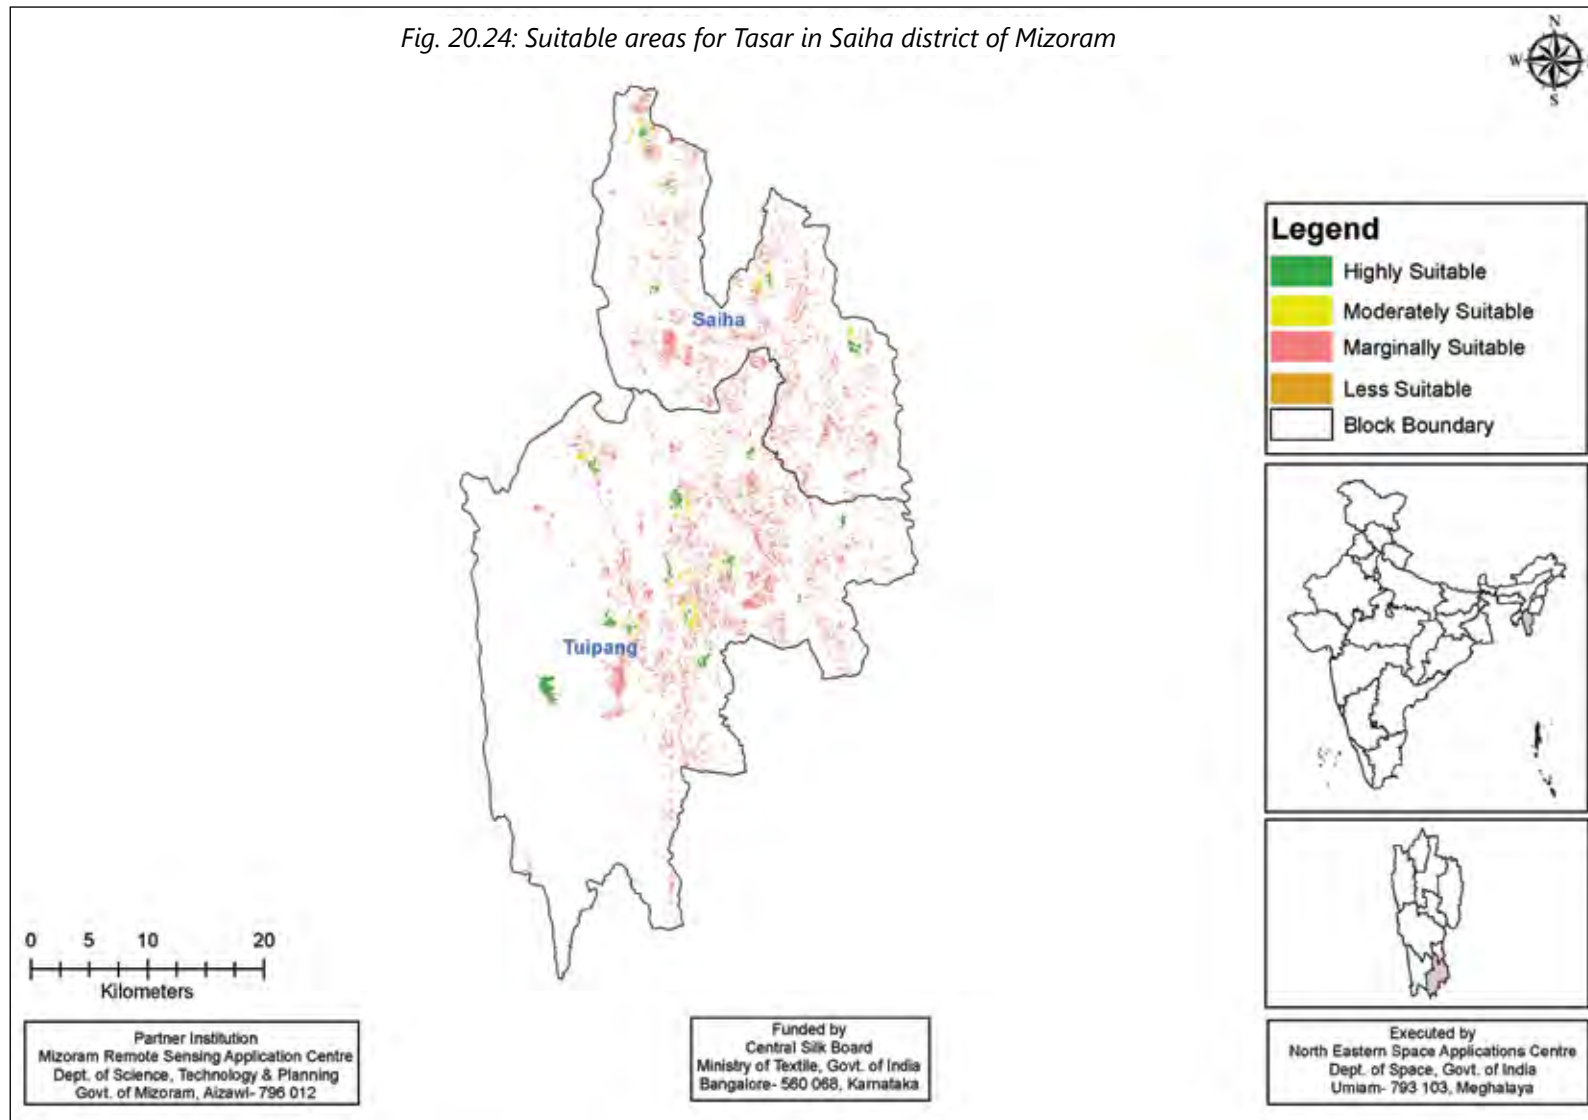 Fig. 20.24: Suitable areas for Tasar in Saiha district of Mizoram
N
W
S
Legend
Highly Suitable
Moderately Suitable
Marginally Suitable
Less Suitable
Block Boundary
Saiha
Tuipang
0 5 10 20
Kilometers
Partner Institution
Mizoram Remote Sensing Application Centre
Dept. of Science, Technology & Planning
Govt. of Mizoram, Aizawl- 796 012
Funded by
Central Silk Board
Ministry of Textile, Govt. of India
Bangalore- 560 068, Karnataka
Executed by
North Eastern Space Applications Centre
Dept. of Space, Govt. of India
Umiam- 793 103, Meghalaya